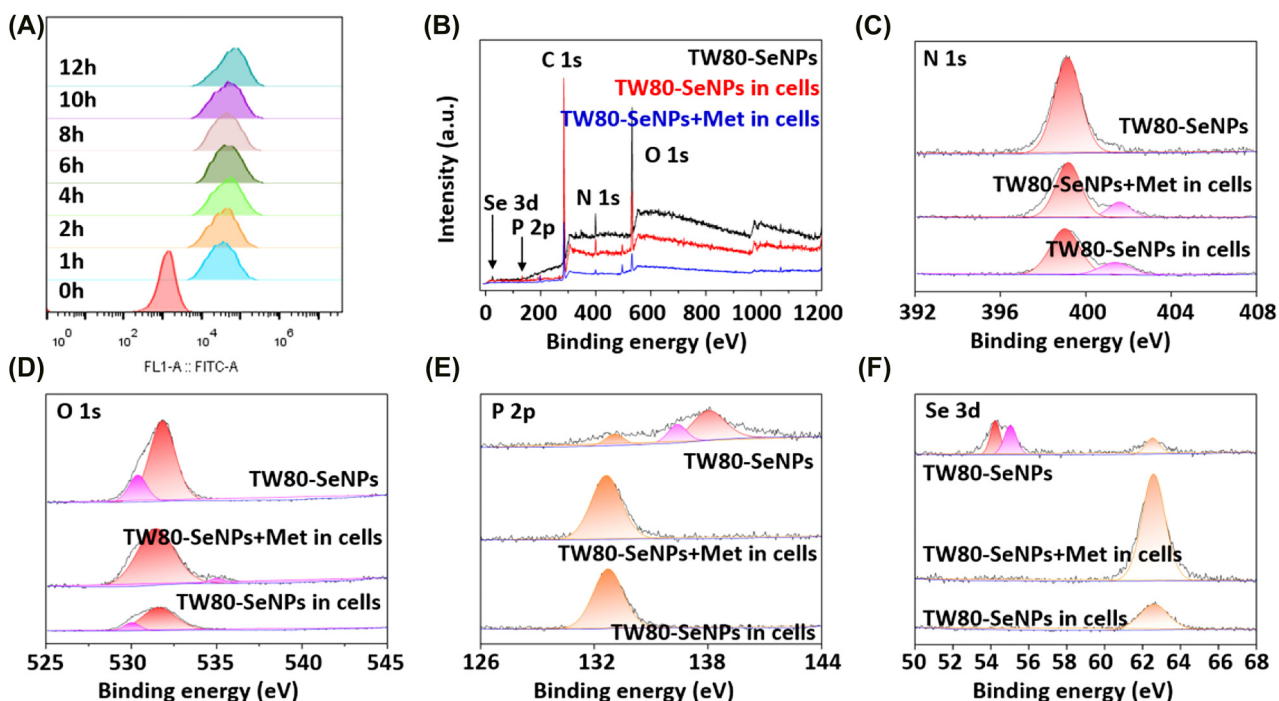 (A)
12h
10h
8h
6h
4h
2h
1h
0h
10^0 10^2 10^4 10^6
FL1-A :: FITC-A
(B)
C 1s
TW80-SeNPs
TW80-SeNPs in cells
TW80-SeNPs+Met in cells
O 1s
N 1s
Se 3d
P 2p
Intensity (a.u.)
0 200 400 600 800 1000 1200
Binding energy (eV)
(C)
N 1s
TW80-SeNPs
TW80-SeNPs+Met in cells
TW80-SeNPs in cells
392 396 400 404 408
Binding energy (eV)
(D)
O 1s
TW80-SeNPs
TW80-SeNPs+Met in cells
TW80-SeNPs in cells
525 530 535 540 545
Binding energy (eV)
(E)
P 2p
TW80-SeNPs
TW80-SeNPs+Met in cells
TW80-SeNPs in cells
126 132 138 144
Binding energy (eV)
(F)
Se 3d
TW80-SeNPs
TW80-SeNPs+Met in cells
TW80-SeNPs in cells
50 52 54 56 58 60 62 64 66 68
Binding energy (eV)